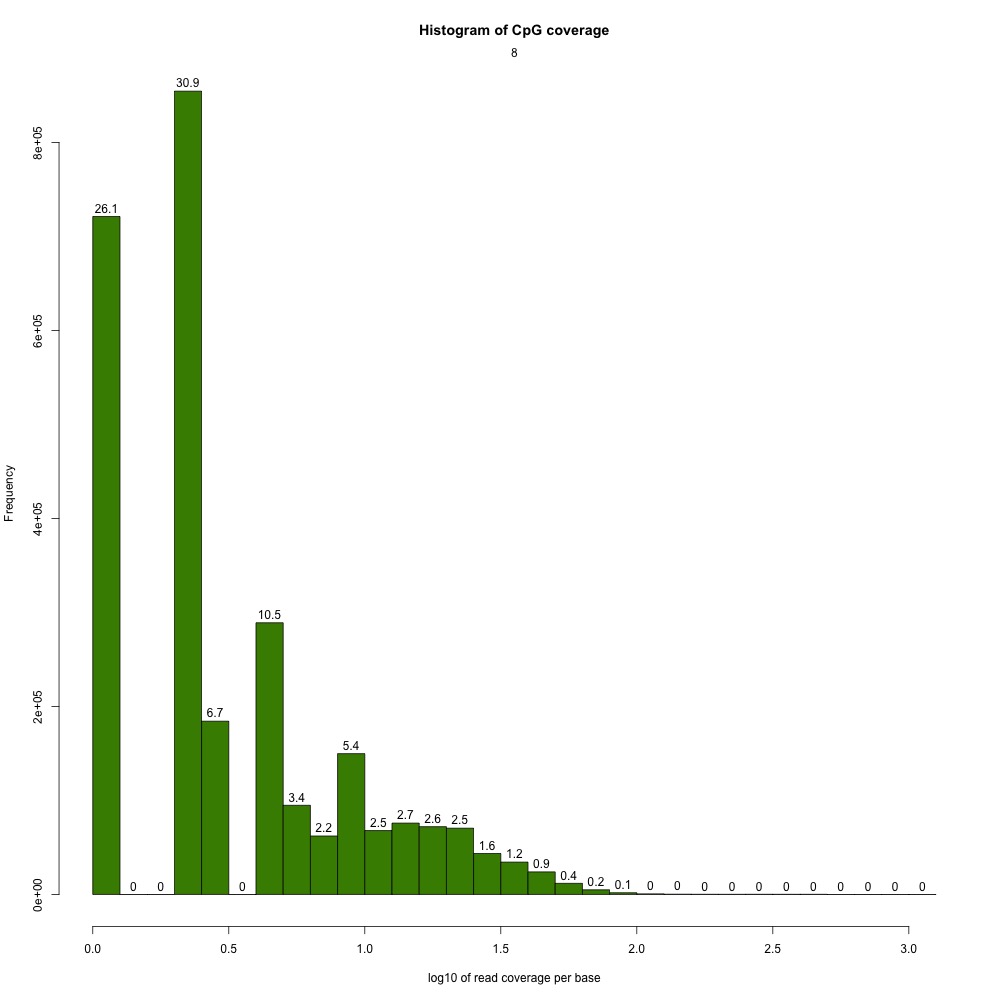 Histogram of CpG coverage
8
30.9
8e+05
26.1
6e+05
10.5
4e+05
Frequency
6.7
2e+05
5.4
3.4
2.2
2.5
2.7
2.6
2.5
1.6
1.2
0.9
0.4
0.2
0.1
0 0 0 0 0 0 0 0 0 0 0 0 0 0
0e+00
0.0 0.5 1.0 1.5 2.0 2.5 3.0
log10 of read coverage per base